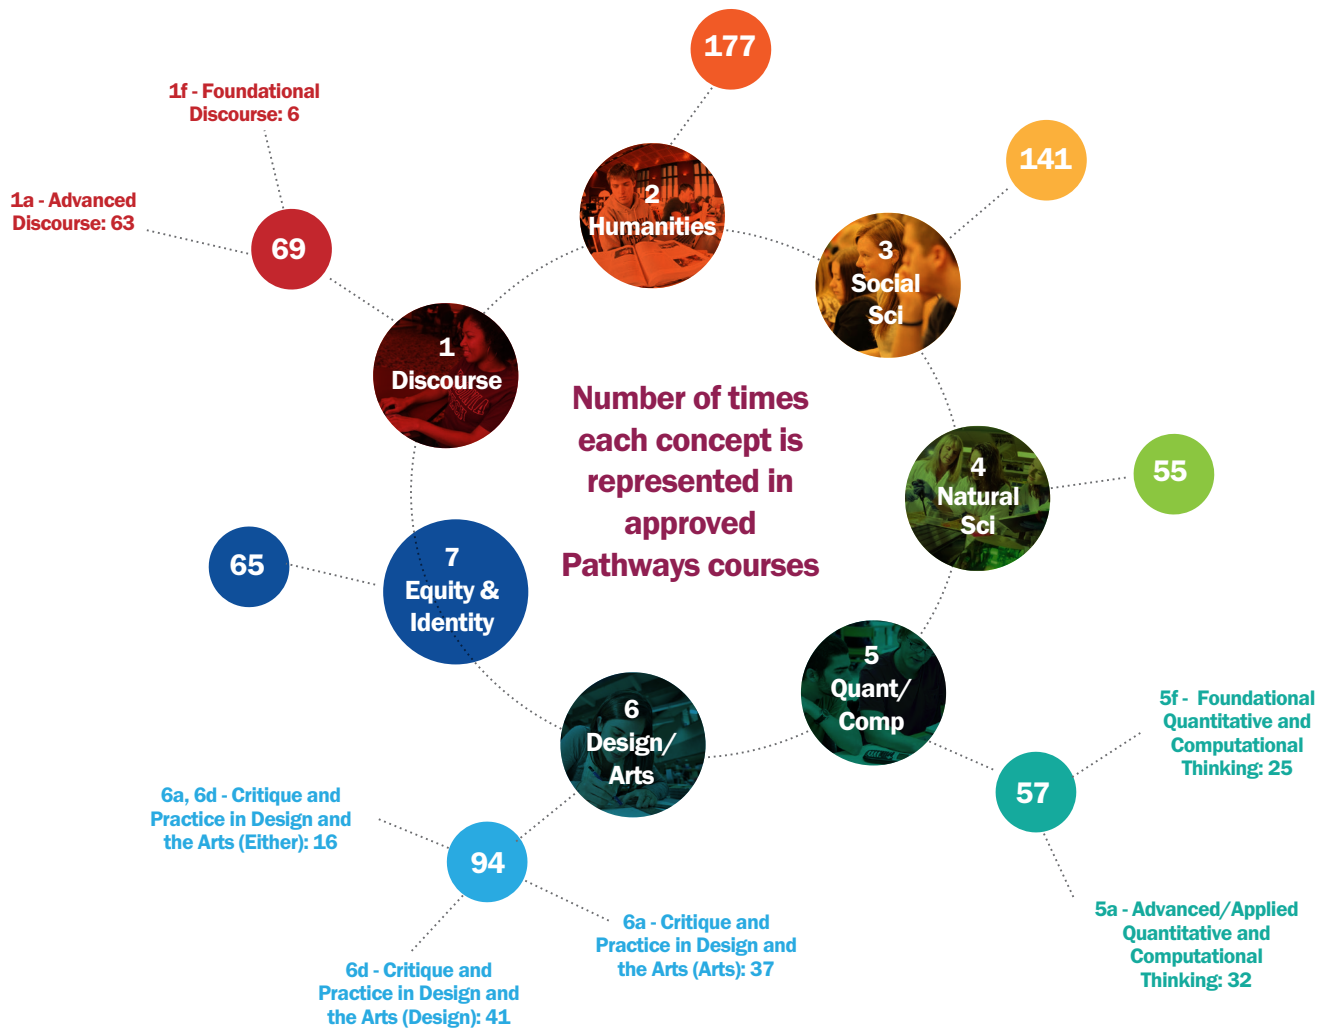 177
1f - Foundational
Discourse: 6
141
1a - Advanced
Discourse: 63
69
2
Humanities
3
Social
Sci
1
Discourse
Number of times
each concept is
represented in
approved
Pathways courses
4
Natural
Sci
55
65
7
Equity &
Identity
5
Quant/
Comp
6
Design/
Arts
5f -  Foundational
Quantitative and
Computational
Thinking: 25
57
6a, 6d - Critique and
Practice in Design and
the Arts (Either): 16
94
6a - Critique and
Practice in Design and
the Arts (Arts): 37
5a - Advanced/Applied
Quantitative and
Computational
Thinking: 32
6d - Critique and
Practice in Design and
the Arts (Design): 41